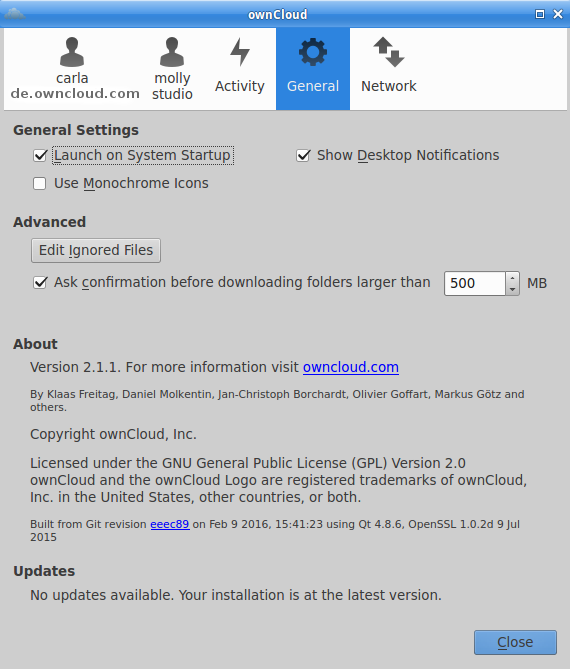 ownCloud
carla
de.owncloud.com
molly
studio
Activity
General
Network
General Settings
Launch on System Startup
Show Desktop Notifications
Use Monochrome Icons
Advanced
Edit Ignored Files
Ask confirmation before downloading folders larger than 500 MB
About
Version 2.1.1. For more information visit owncloud.com
By Klaas Freitag, Daniel Molkentin, Jan-Christoph Borchardt, Olivier Goffart, Markus Götz and
others.
Copyright ownCloud, Inc.
Licensed under the GNU General Public License (GPL) Version 2.0
ownCloud and the ownCloud Logo are registered trademarks of ownCloud,
Inc. in the United States, other countries, or both.
Built from Git revision eeec89 on Feb 9 2016, 15:41:23 using Qt 4.8.6, OpenSSL 1.0.2d 9 Jul
2015
Updates
No updates available. Your installation is at the latest version.
Close